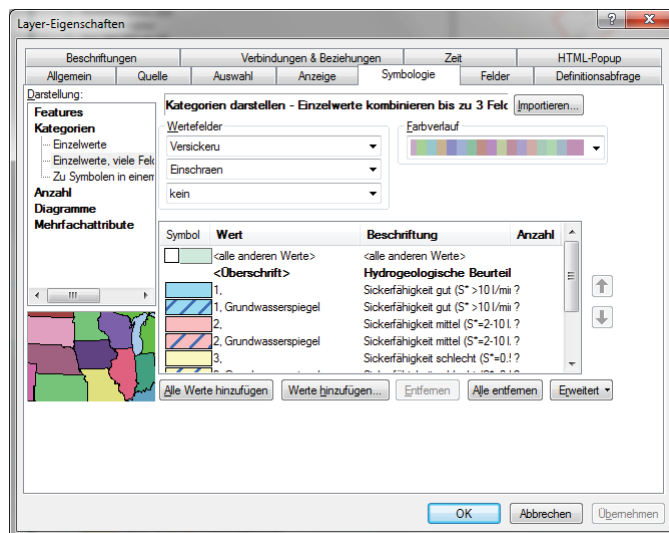 Layer-Eigenschaften
Beschriftungen
Verbindungen & Beziehungen
Zeit
HTML-Popup
Allgemein
Quelle
Auswahl
Anzeige
Symbologie
Felder
Definitionsabfrage
Darstellung:
Features
Kategorien
Einzelwerte
Einzelwerte, viele Feld
Zu Symbolen in einem
Anzahl
Diagramme
Mehrfachattribute
Kategorien darstellen - Einzelwerte kombinieren bis zu 3 Feld
Importieren...
Wertefelder
Versickeru
Einschraen
kein
Farbverlauf
Symbol Wert Beschriftung Anzahl
<alle anderen Werte> <alle anderen Werte>
<Überschrift> Hydrogeologische Beurteil
1, Sickerfähigkeit gut (S* >10 l/mi ?
1, Grundwasserspiegel Sickerfähigkeit gut (S* >10 l/mi ?
2, Sickerfähigkeit mittel (S*=2-10 l. ?
2, Grundwasserspiegel Sickerfähigkeit mittel (S*=2-10 l. ?
3, Sickerfähigkeit schlecht (S*=0.! ?
Alle Werte hinzufügen
Werte hinzufügen...
Entfernen
Alle entfernen
Erweitert
OK
Abbrechen
Übernehmen